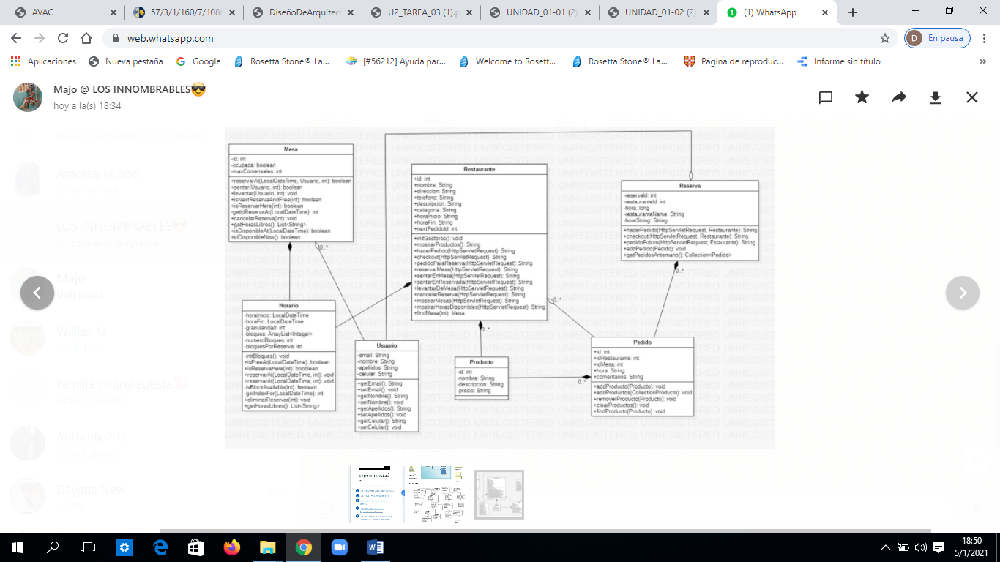 AVAC
57/3/1/160/7/108
DiseñoDeArquitect
U2_TAREA_03 (1).p
UNIDAD_01-01 (2)
UNIDAD_01-02 (2)
(1) WhatsApp
web.whatsapp.com
D
En pausa
Aplicaciones
Nueva pestaña
Google
Rosetta Stone® La...
[#56212] Ayuda par...
Welcome to Rosett...
Rosetta Stone® La...
Página de reproduc...
Informe sin título
»
Majo @ LOS INNOMBRABLES😎
hoy a la(s) 18:34
Amoree Miooo
LOS INNOMBRABLES
Majo
Uuh jajaja
Willian U
Familia villarreallautista
Anthony 2 U
Dayana New
UNREGISTERED UNREGISTERED UNREGISTERED UNREGISTERED UNREGISTERED UNREGISTERED UNREGIST
Mesa
-id: int
-ocupada: boolean
-maxComensales: int
+reservarAt(LocalDateTime, Usuario, int): boolean
+sentar(Usuario, int): boolean
+levantar(Usuario, int): void
+isNextReservaAndFree(int): boolean
+isReservarHere(int): boolean
-getIdReservaAt(LocalDateTime): int
+cancelarReserva(int): void
+getHorasLibres(): List<String>
+isDisponibleAt(LocalDateTime): boolean
+idDisponibleNow(): boolean
0..*
Restaurante
+id: int
+nombre: String
+direccion: String
+telefono: String
+descripcion: String
+categoria: String
+horaInicio: String
+horaFin: String
+nextPedidoId: int
+initGestores(): void
+mostrarProductos(): String
+hacerPedido(HttpServletRequest): String
+checkout(HttpServletRequest): String
+pedidoParaReserva(HttpServletRequest): String
+reservarMesa(HttpServletRequest): String
+sentarEnMesa(HttpServletRequest): String
+sentarEnReservada(HttpServletRequest): String
+levantarDeMesa(HttpServletRequest): String
+cancelarReserva(HttpServletRequest): String
+mostrarMesas(HttpServletRequest): String
+mostrarHorasDisponibles(HttpServletRequest): String
+findMesa(int): Mesa
0..*
0..*
Reserva
-reservaId: int
-restauranteId: int
-hora: long
-restauranteName: String
-horaString: String
+hacerPedido(HttpServletRequest, Restaurante): String
+checkout(HttpServletRequest, Restaurante): String
+pedidoFuturo(HttpServletRequest, Estaurante): String
+addPedido(Pedido): void
+getPedidosAntemano(): Collection<Pedido>
0..*
Horario
-horaInicio: LocalDateTime
-horaFin: LocalDateTime
-granularidad: int
-bloques: ArrayList<Integer>
-numeroBloques: int
-bloquesPorReserva: int
-initBloques(): void
+isFreeAt(LocalDateTime): boolean
+isReservaHere(int): booblean
+reservarAt(LocalDateTime, int): void
+reservarAt(LocalDateTime, int): void
-isBlockAvailable(int): boolean
-getIndexFor(LocalDateTime): int
+eliminarReservar(int): void
+getHorasLibres(): List<String>
Usuario
-email: String
-nombre: String
-apellidos: String
-celular: String
+getEmail(): String
+setEmail(): void
+getNombre(): String
+setNombre(): void
+getApellidos(): String
+setApellidos(): void
+getCelular(): String
+setCelular(): void
Producto
-id: int
-nombre: String
-descripcion: String
-precio: String
0..*
Pedido
+id: int
+idRestaurante: int
+idMesa: int
+hora: String
+comentarios: String
+addProducto(Producto): void
+addProductos(CollectionProducto): void
+removerProducto(Producto): void
+clearProductos(): void
+findProducto(Producto): void
18:50
5/1/2021